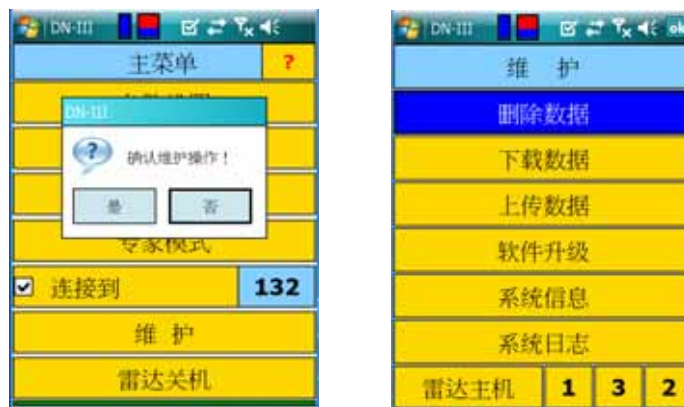 DN-III
主菜单 ?
DN-III
确认维护操作！
是 否
专家模式
连接到 132
维 护
雷达关机
DN-III ok
维 护
删除数据
下载数据
上传数据
软件升级
系统信息
系统日志
雷达主机 1 3 2